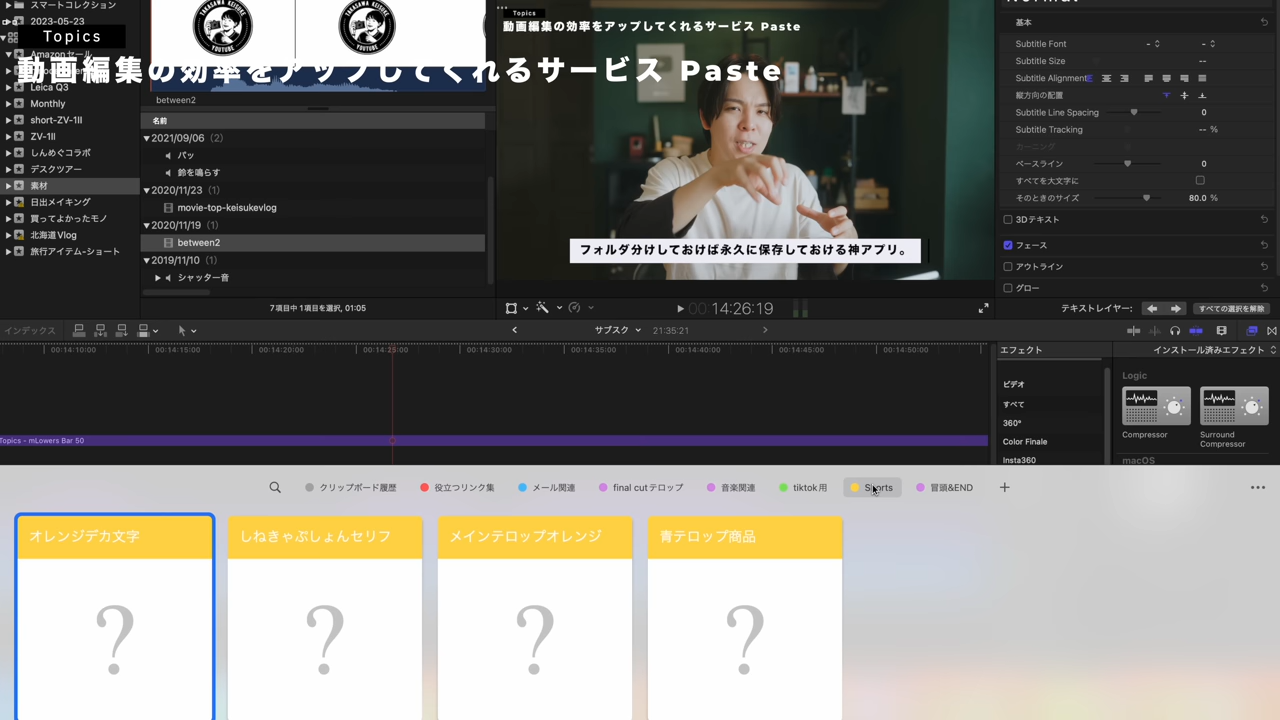 スマートコレクション
2023-05-23
Topics
Amazonセール
動画編集の効率をアップしてくれるサービス Paste
Leica Q3
Monthly
short-ZV-1II
ZV-1II
しんめぐコラボ
デスクツアー
素材
日出メイキング
買ってよかったモノ
北海道Vlog
旅行アイテム-ショート
TAKASAWA KEISUKE
YOUTUBE
TAKASAWA KEISUKE
YOUTUBE
between2
名前
2021/09/06 (2)
パッ
鈴を鳴らす
2020/11/23 (1)
movie-top-keisukevlog
2020/11/19 (1)
between2
2019/11/10 (1)
シャッター音
7項目中 1項目を選択, 01:05
Topics
動画編集の効率をアップしてくれるサービス Paste
フォルダ分けしておけば永久に保存しておける神アプリ。
00 14:26:19
基本
Subtitle Font - -
Subtitle Size --
Subtitle Alignment
縦方向の配置
Subtitle Line Spacing 0
Subtitle Tracking -- %
カーニング
ベースライン 0
すべてを大文字に
そのときのサイズ 80.0 %
3Dテキスト
フェース
アウトライン
グロー
テキストレイヤー: すべての選択を解除
インデックス
サブスク 21:35:21
00:14:10:00 00:14:15:00 00:14:20:00 00:14:25:00 00:14:30:00 00:14:35:00 00:14:40:00 00:14:45:00 00:14:50:00
Topics - mLowers Bar 50
エフェクト
インストール済みエフェクト
ビデオ
すべて
360°
Color Finale
Insta360
Logic
Compressor
Surround Compressor
macOS
クリップボード履歴 役立つリンク集 メール関連 final cutテロップ 音楽関連 tiktok用 Shorts 冒頭&END
オレンジデカ文字
しねきゃぷしょんセリフ
メインテロップオレンジ
青テロップ商品
?
?
?
?